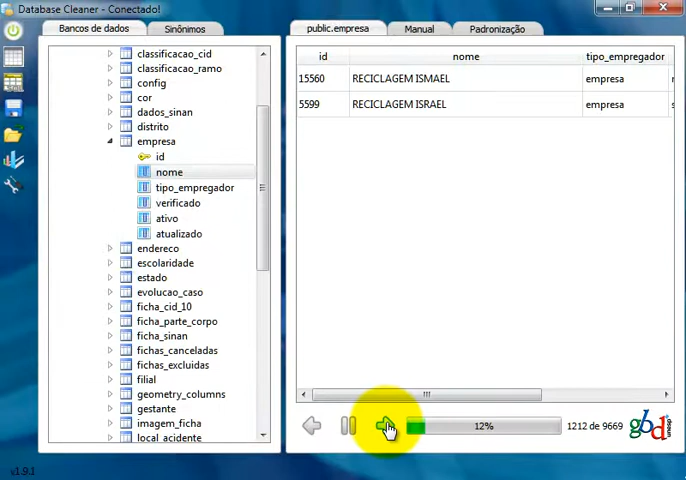 Database Cleaner - Conectado!
Bancos de dados
Sinônimos
classificacao_cid
classificacao_ramo
config
cor
dados_sinan
distrito
empresa
id
nome
tipo_empregador
verificado
ativo
atualizado
endereco
escolaridade
estado
evolucao_caso
ficha_cid_10
ficha_parte_corpo
ficha_sinan
fichas_canceladas
fichas_excluidas
filial
geometry_columns
gestante
imagem_ficha
local_acidente
public.empresa
Manual
Padronização
id nome tipo_empregador
15560 RECICLAGEM ISMAEL empresa
5599 RECICLAGEM ISRAEL empresa
12%
1212 de 9669
gbd unesp
v1.9.1